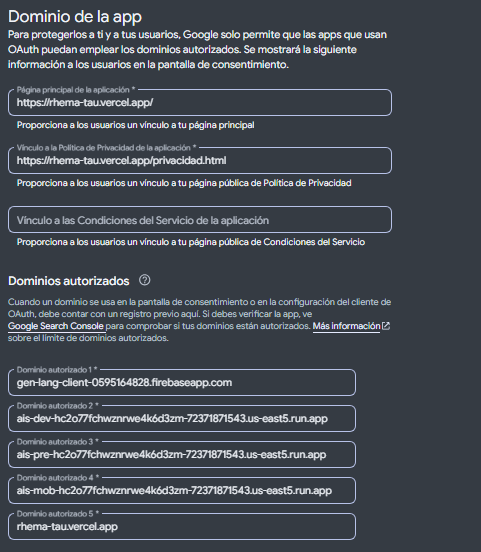 Dominio de la app
Para protegerlos a ti y a tus usuarios, Google solo permite que las apps que usan
OAuth puedan emplear los dominios autorizados. Se mostrará la siguiente
información a los usuarios en la pantalla de consentimiento.
Página principal de la aplicación *
https://rhema-tau.vercel.app/
Proporciona a los usuarios un vínculo a tu página principal
Vínculo a la Política de Privacidad de la aplicación *
https://rhema-tau.vercel.app/privacidad.html
Proporciona a los usuarios un vínculo a tu página pública de Política de Privacidad
Vínculo a las Condiciones del Servicio de la aplicación
Proporciona a los usuarios un vínculo a tu página pública de Condiciones del Servicio
Dominios autorizados
Cuando un dominio se usa en la pantalla de consentimiento o en la configuración del cliente de
OAuth, debe contar con un registro previo aquí. Si debes verificar la app, ve
Google Search Console para comprobar si tus dominios están autorizados. Más información
sobre el límite de dominios autorizados.
Dominio autorizado 1 *
gen-lang-client-0595164828.firebaseapp.com
Dominio autorizado 2 *
ais-dev-hc2o77fchwznrwe4k6d3zm-72371871543.us-east5.run.app
Dominio autorizado 3 *
ais-pre-hc2o77fchwznrwe4k6d3zm-72371871543.us-east5.run.app
Dominio autorizado 4 *
ais-mob-hc2o77fchwznrwe4k6d3zm-72371871543.us-east5.run.app
Dominio autorizado 5 *
rhema-tau.vercel.app